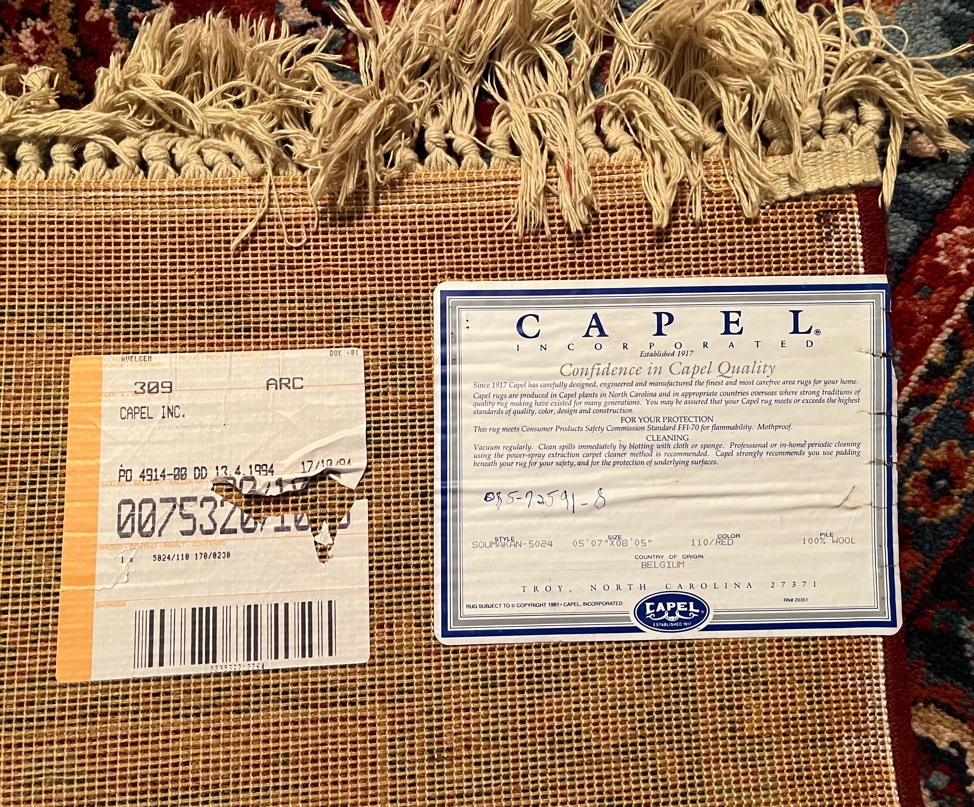 AVELGEM
DOK -81
309 ARC
CAPEL INC.
PO 4914-00 DD 13.4.1994 17/10/94
1 x 5024/110 170/0230
CAPEL®
INCORPORATED
Established 1917
Confidence in Capel Quality
Since 1917 Capel has carefully designed, engineered and manufactured the finest and most carefree area rugs for your home.
Capel rugs are produced in Capel plants in North Carolina and in appropriate countries overseas where strong traditions of
quality rug making have existed for many generations. You may be assured that your Capel rug meets or exceeds the highest
standards of quality, color, design and construction.
FOR YOUR PROTECTION
This rug meets Consumer Products Safety Commission Standard FFI-70 for flammability. Mothproof.
CLEANING
Vacuum regularly. Clean spills immediately by blotting with cloth or sponge. Professional or in-home periodic cleaning
using the power-spray extraction carpet cleaner method is recommended. Capel strongly recommends you use padding
beneath your rug for your safety, and for the protection of underlying surfaces.
085-72591-8
STYLE SIZE COLOR PILE
SOUMAKAN-5024 05'07"X08'05" 110/RED 100% WOOL
COUNTRY OF ORIGIN
BELGIUM
TROY, NORTH CAROLINA 27371
RUG SUBJECT TO © COPYRIGHT 1991 - CAPEL, INCORPORATED
RN# 20351
CAPEL
ESTABLISHED 1917